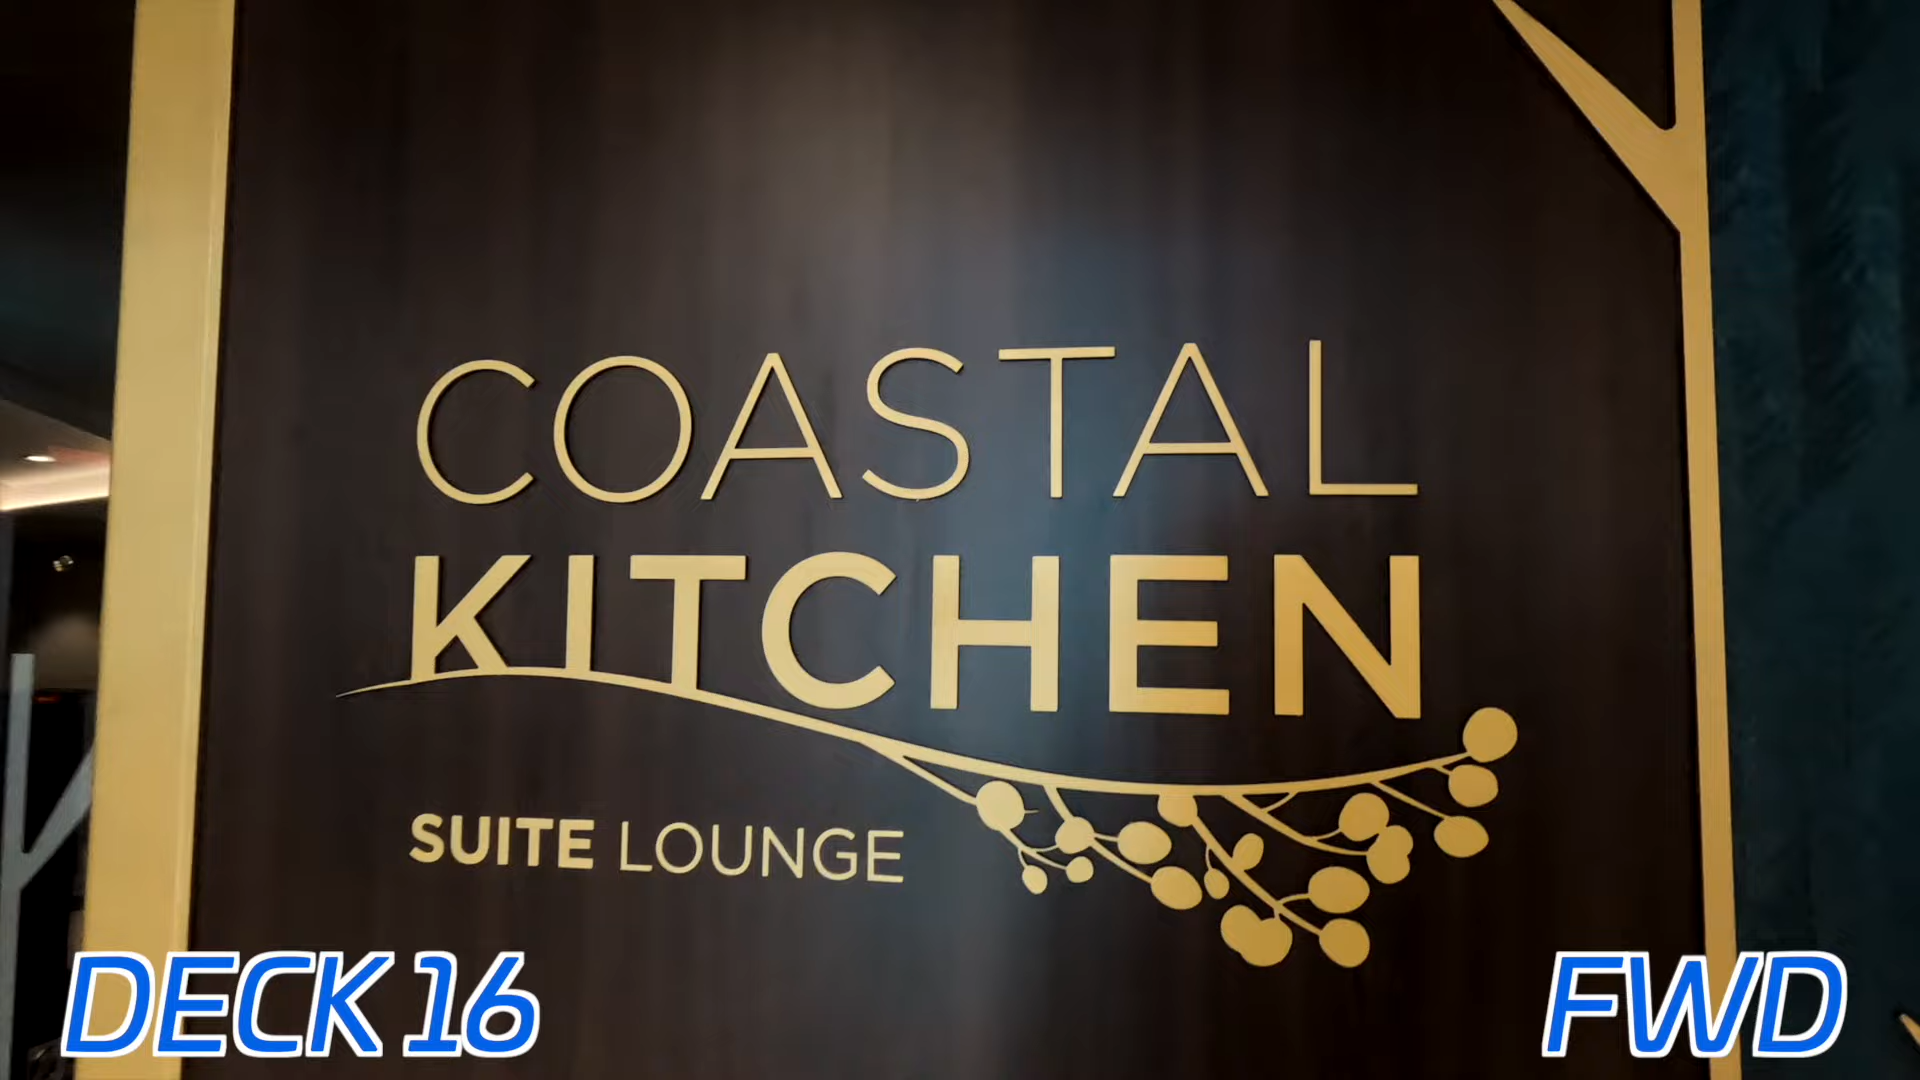 COASTAL
KITCHEN
SUITE LOUNGE
DECK 16
FWD